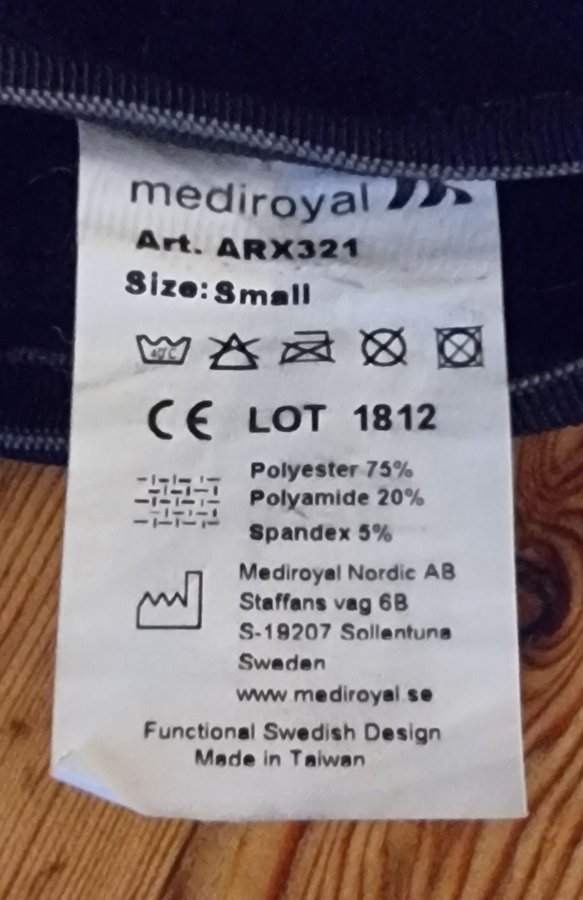 mediroyal
Art. ARX321
Size:Small
40°C
CE LOT 1812
Polyester 75%
Polyamide 20%
Spandex 5%
Mediroyal Nordic AB
Staffans vag 6B
S-19207 Sollentuna
Sweden
www.mediroyal.se
Functional Swedish Design
Made in Taiwan